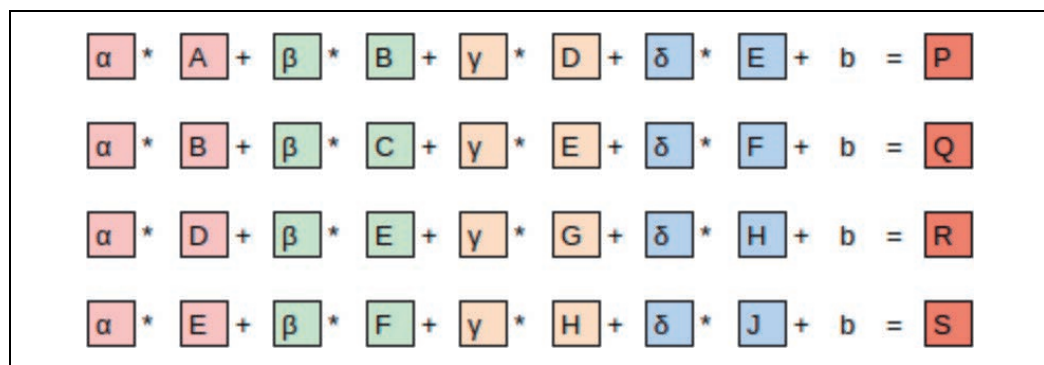 α * A + β * B + γ * D + δ * E + b = P
α * B + β * C + γ * E + δ * F + b = Q
α * D + β * E + γ * G + δ * H + b = R
α * E + β * F + γ * H + δ * J + b = S